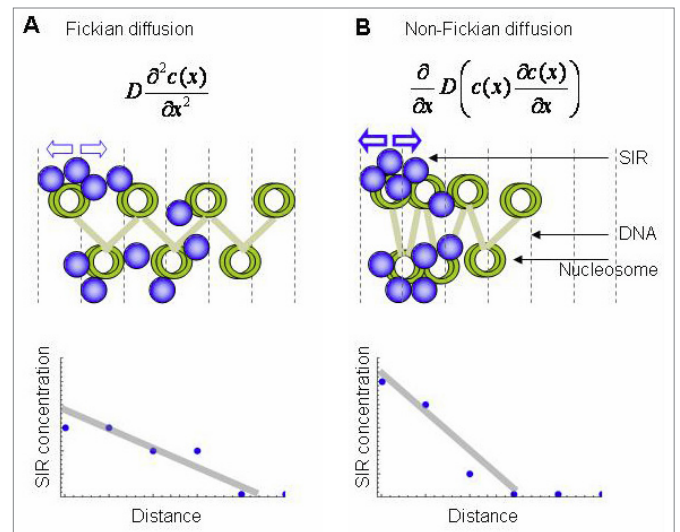 A Fickian diffusion
D ∂²c(x)/∂x²
B Non-Fickian diffusion
∂/∂x D(c(x) ∂c(x)/∂x)
SIR
DNA
Nucleosome
SIR concentration
Distance
SIR concentration
Distance